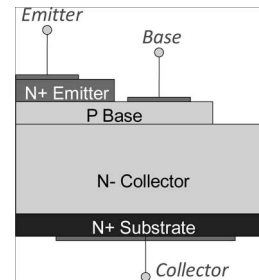 Emitter
Base
N+ Emitter
P Base
N- Collector
N+ Substrate
Collector